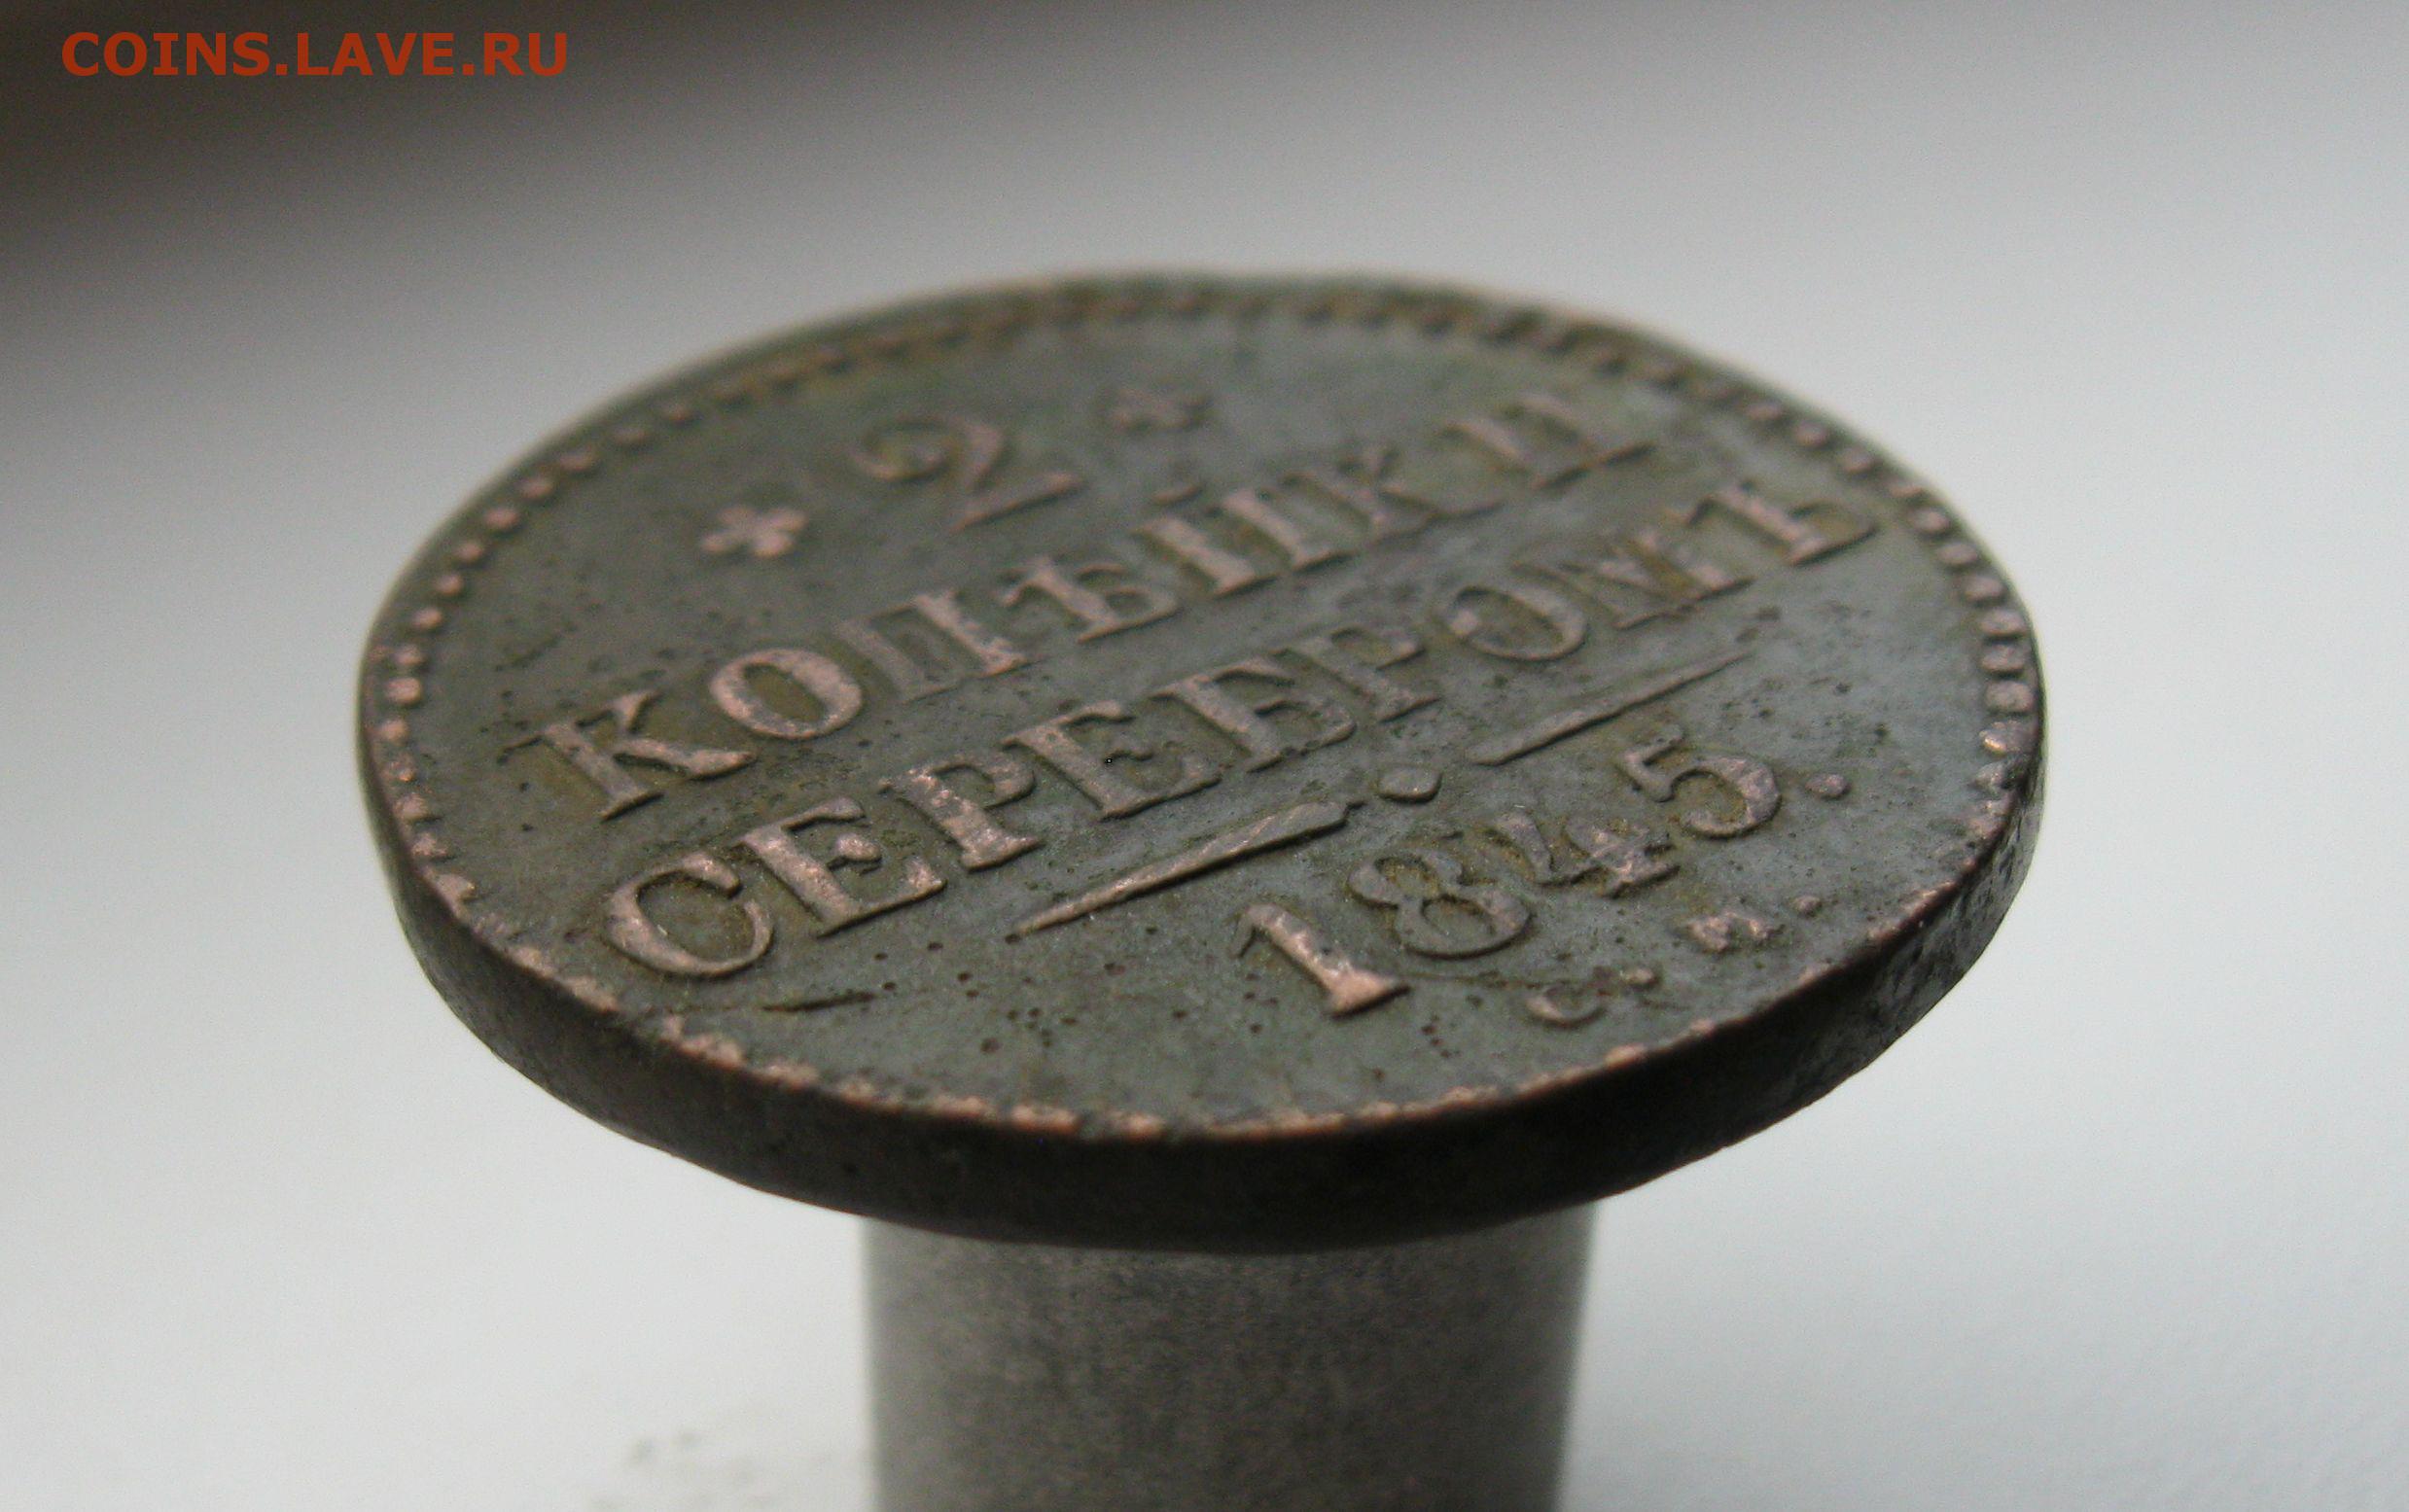 COINS.LAVE.RU
2
КОПѢЙКИ
СЕРЕБРОМЪ
1845.
С. М.